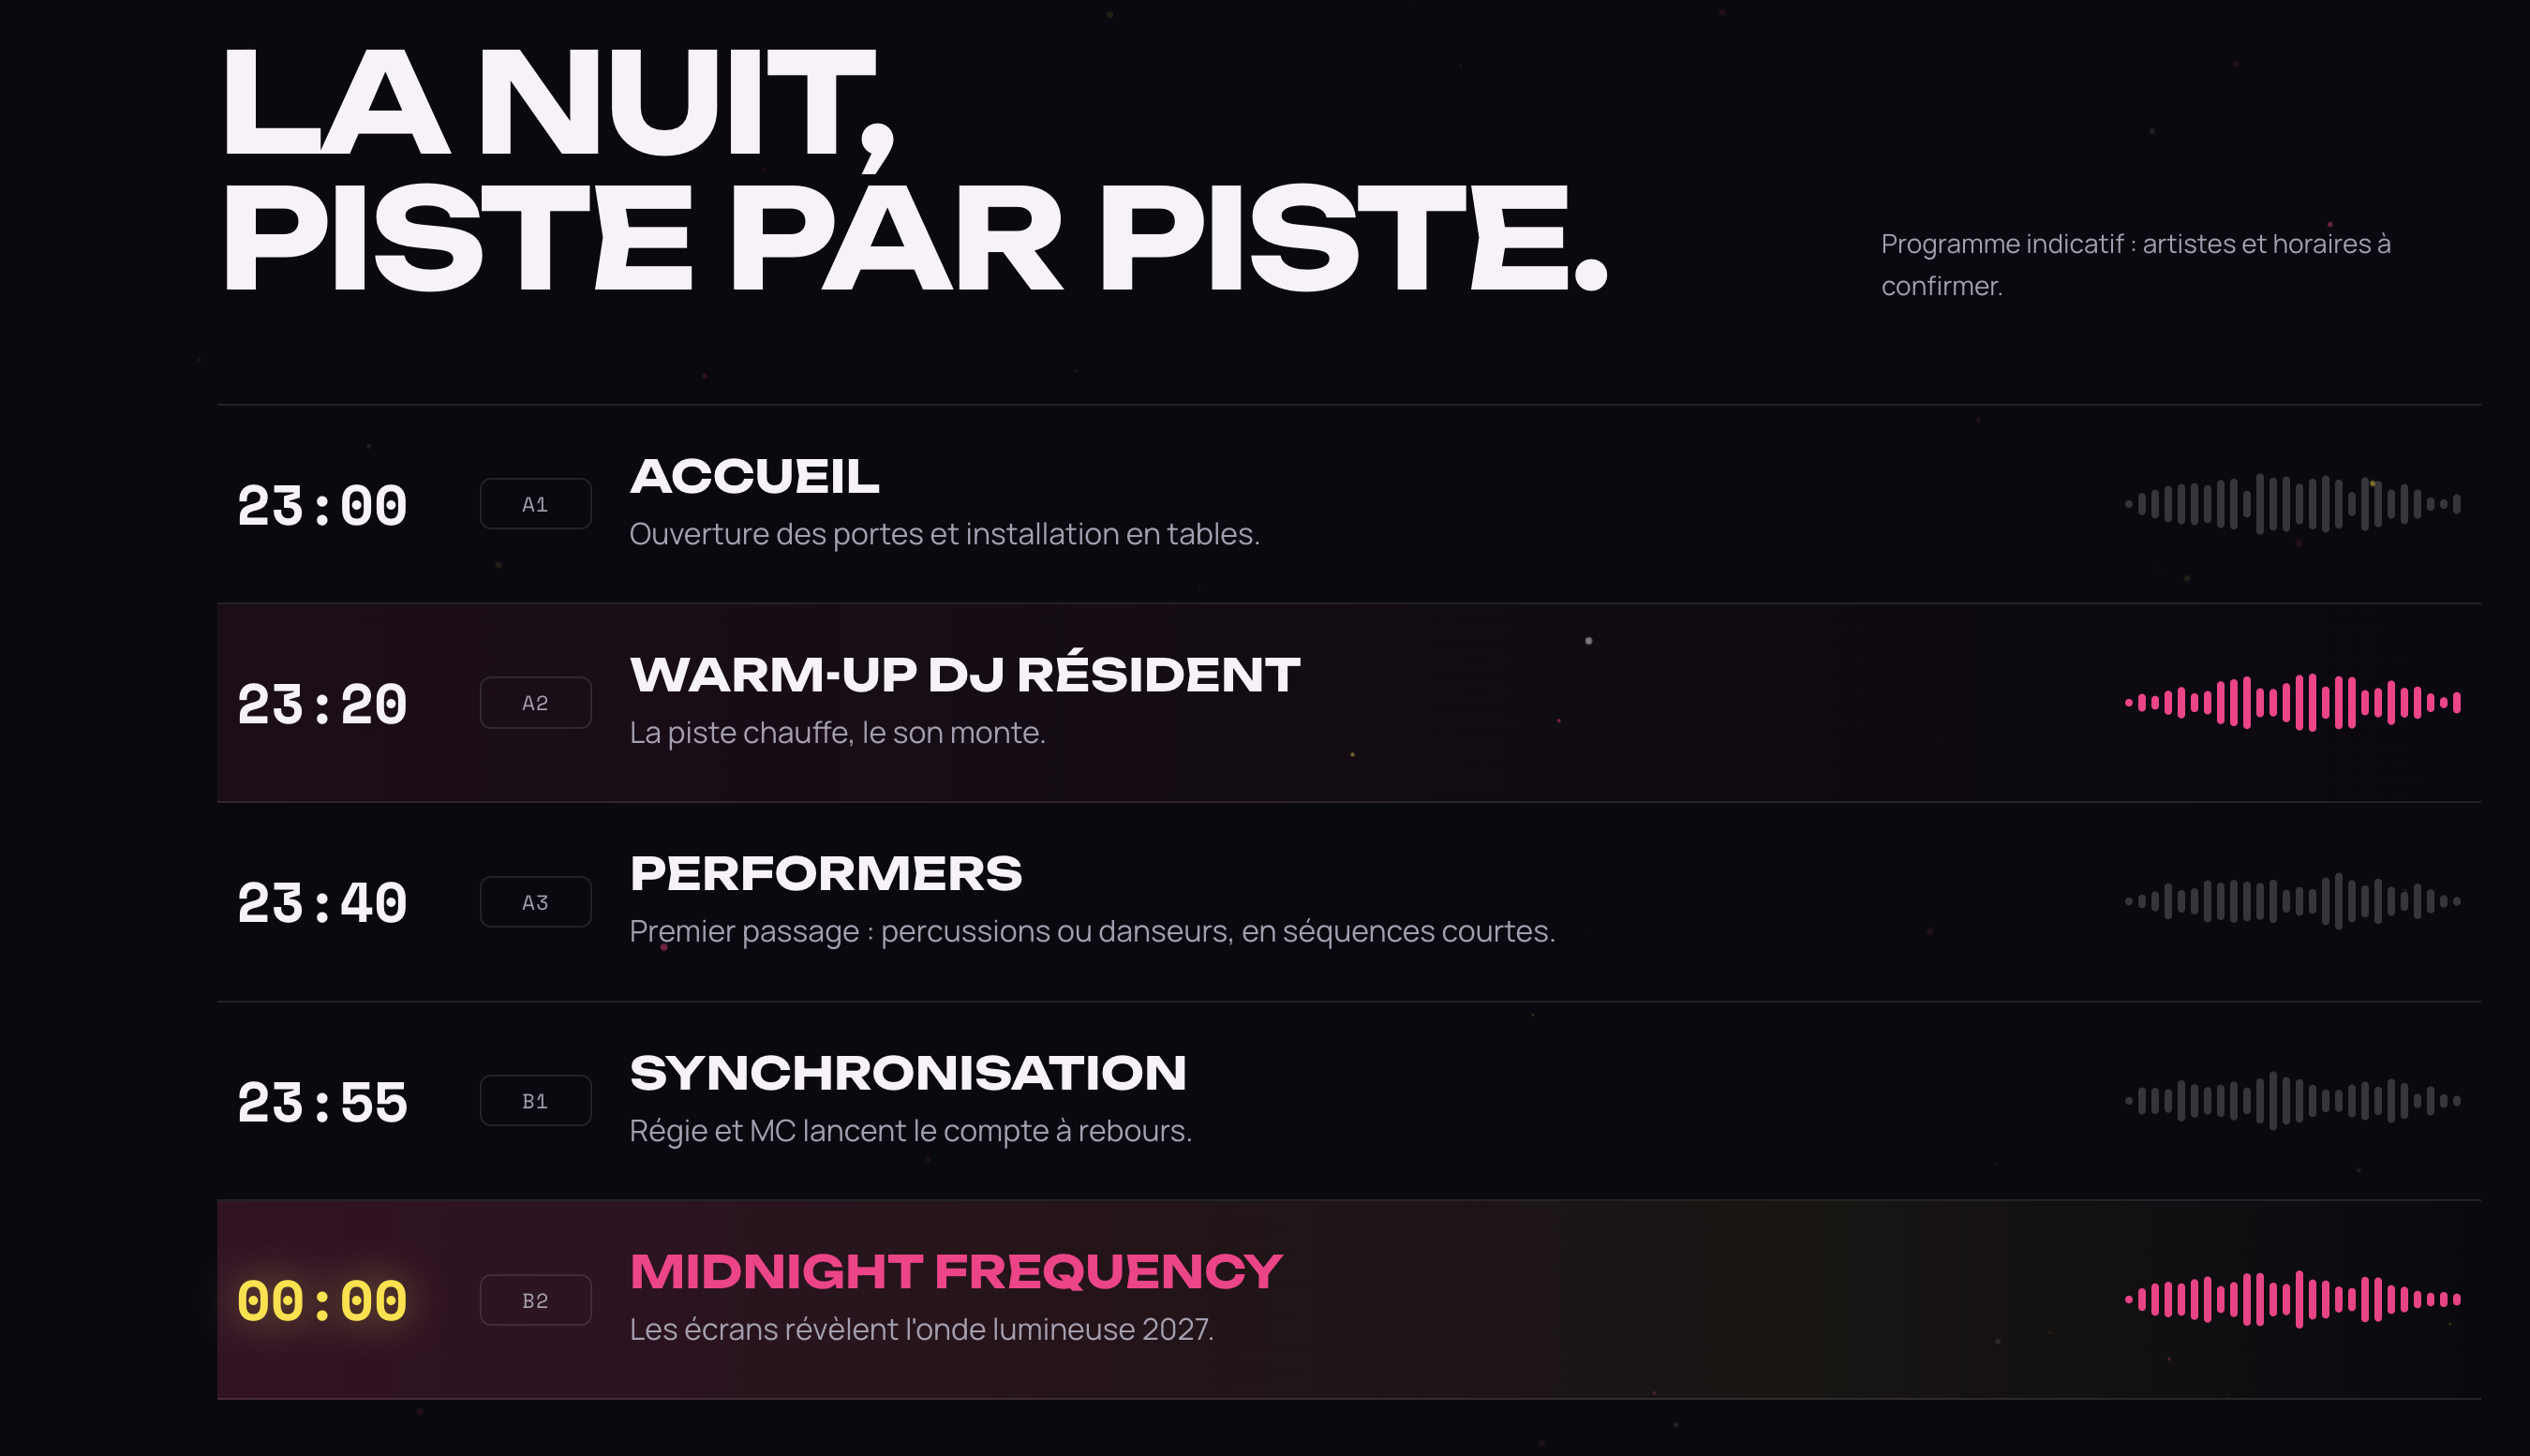 LA NUIT,
PISTE PAR PISTE.
Programme indicatif : artistes et horaires à
confirmer.
23:00 A1 ACCUEIL
Ouverture des portes et installation en tables.
23:20 A2 WARM-UP DJ RÉSIDENT
La piste chauffe, le son monte.
23:40 A3 PERFORMERS
Premier passage : percussions ou danseurs, en séquences courtes.
23:55 B1 SYNCHRONISATION
Régie et MC lancent le compte à rebours.
00:00 B2 MIDNIGHT FREQUENCY
Les écrans révèlent l'onde lumineuse 2027.